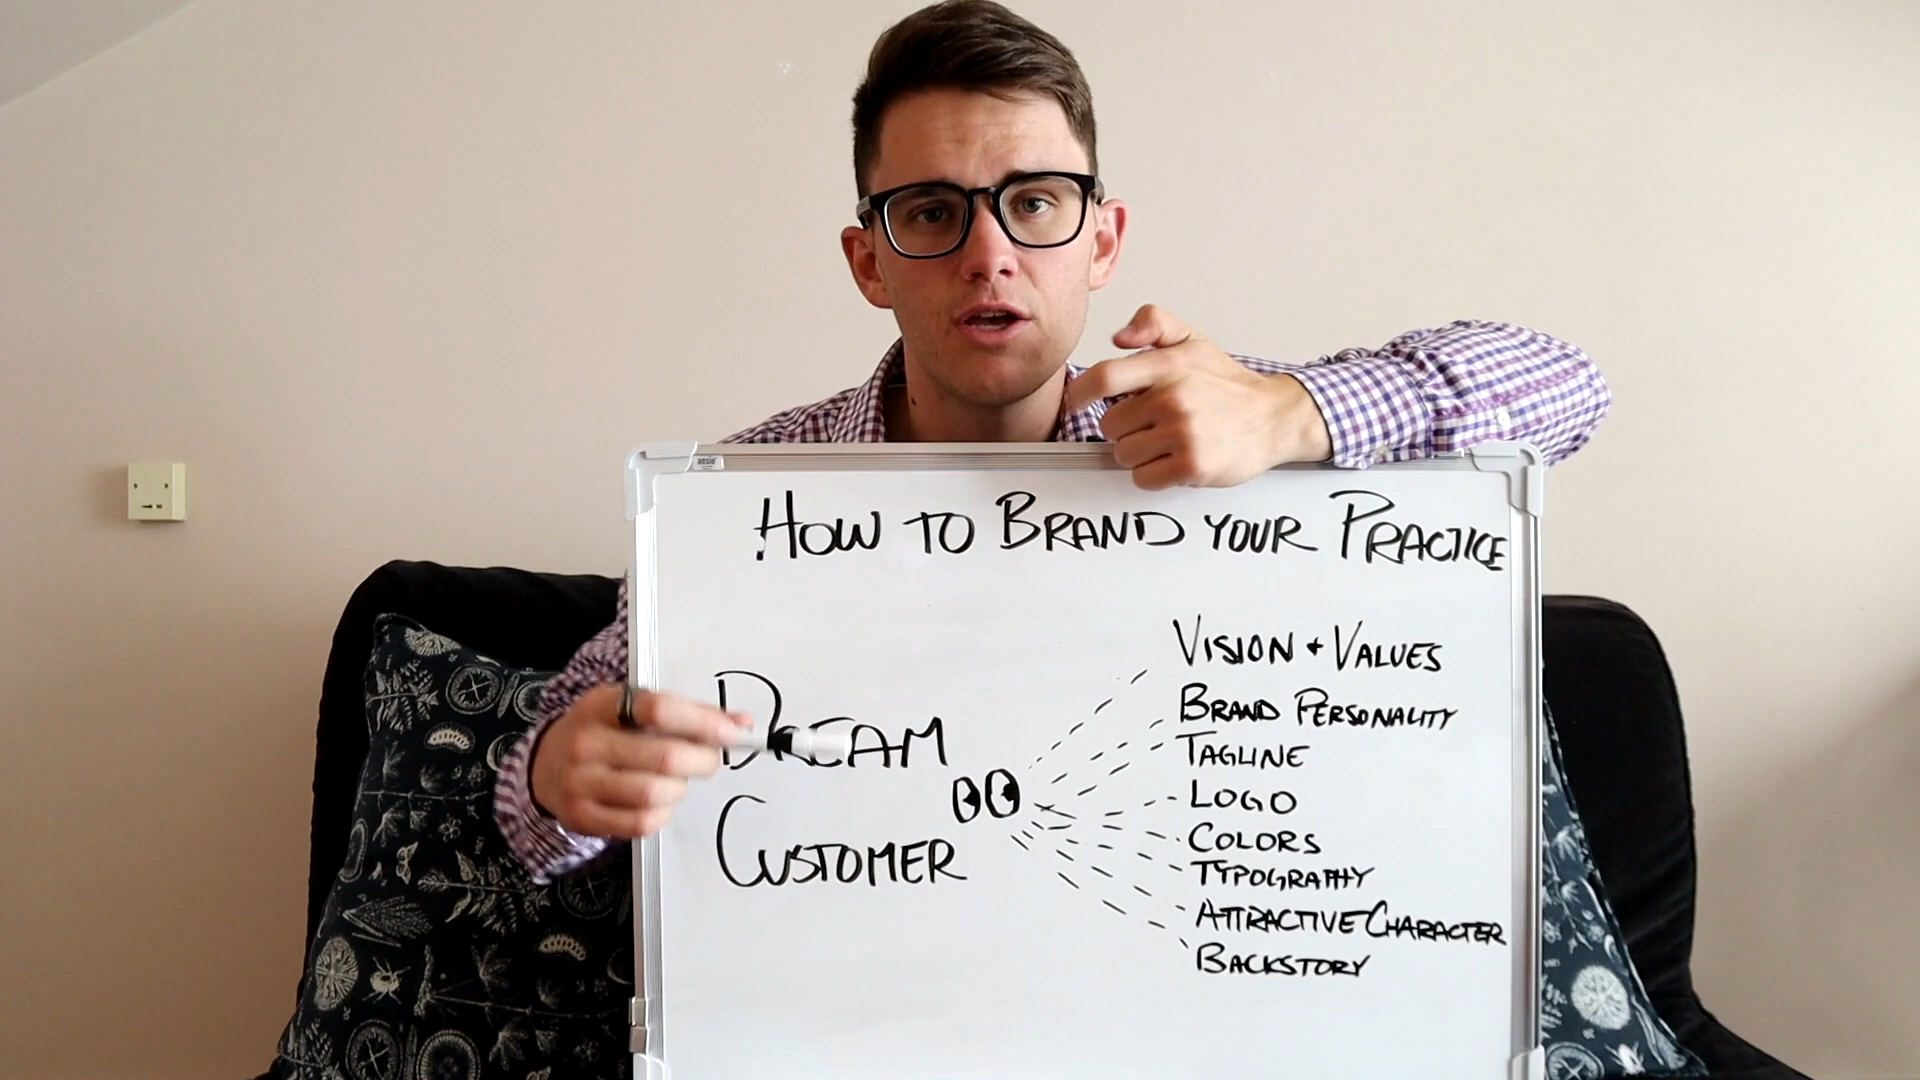 HOW TO BRAND YOUR PRACTICE
VISION + VALUES
BRAND PERSONALITY
TAGLINE
LOGO
COLORS
TYPOGRAPHY
ATTRACTIVE CHARACTER
BACKSTORY
DREAM
CUSTOMER